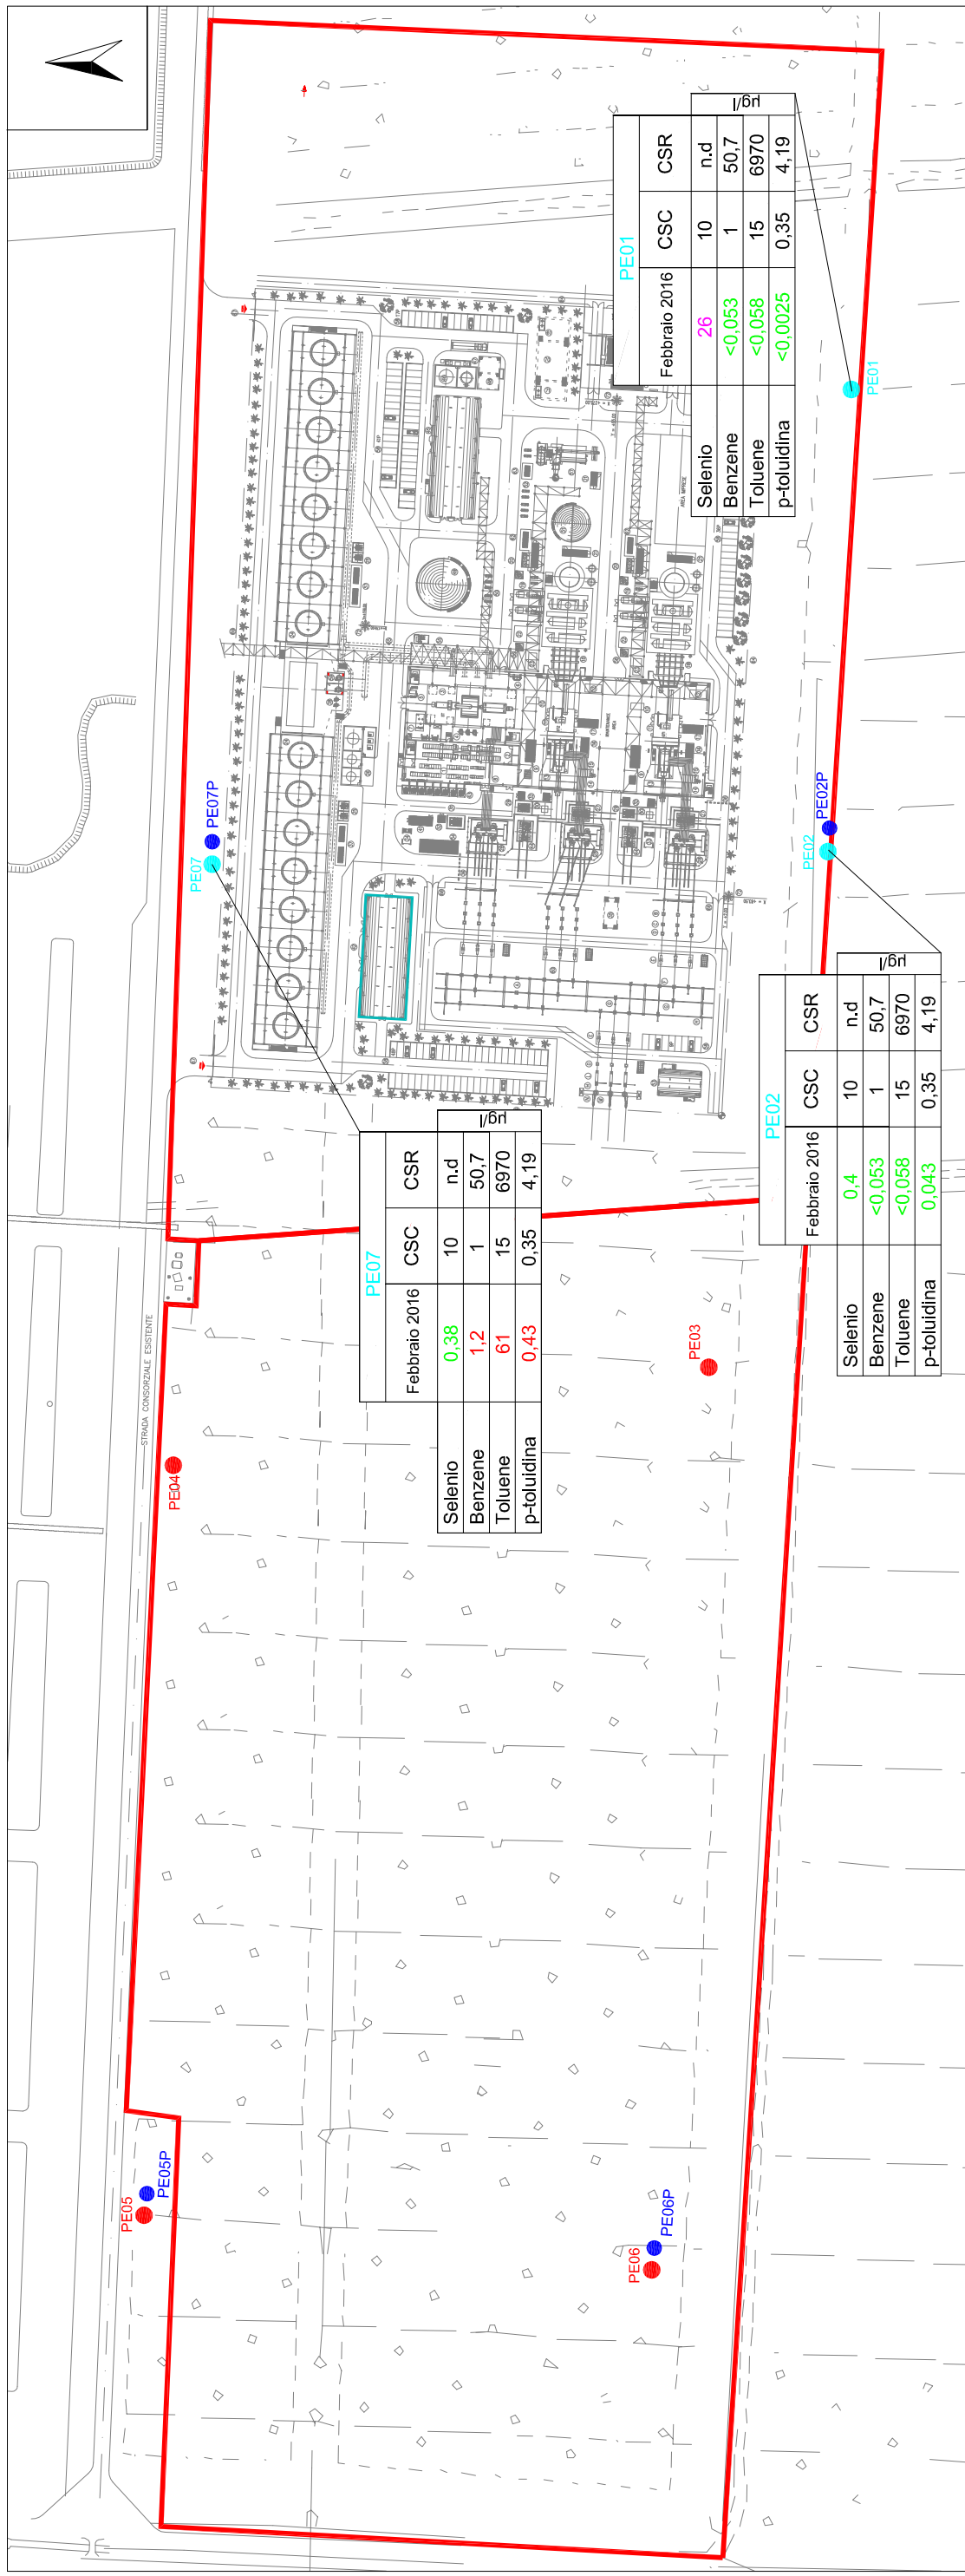 STRADA CONSORZIALE ESISTENTE
PE05
PE05P
PE06
PE06P
PE04
PE03
PE07
PE07P
PE02
PE02P
PE01
AREA IMPRESE
PE07
Febbraio 2016 CSC CSR
Selenio 0,38 10 n.d
Benzene 1,2 1 50,7
Toluene 61 15 6970
p-toluidina 0,43 0,35 4,19
µg/l
PE02
Febbraio 2016 CSC CSR
Selenio 0,4 10 n.d
Benzene <0,053 1 50,7
Toluene <0,058 15 6970
p-toluidina 0,043 0,35 4,19
µg/l
PE01
Febbraio 2016 CSC CSR
Selenio 26 10 n.d
Benzene <0,053 1 50,7
Toluene <0,058 15 6970
p-toluidina <0,0025 0,35 4,19
µg/l